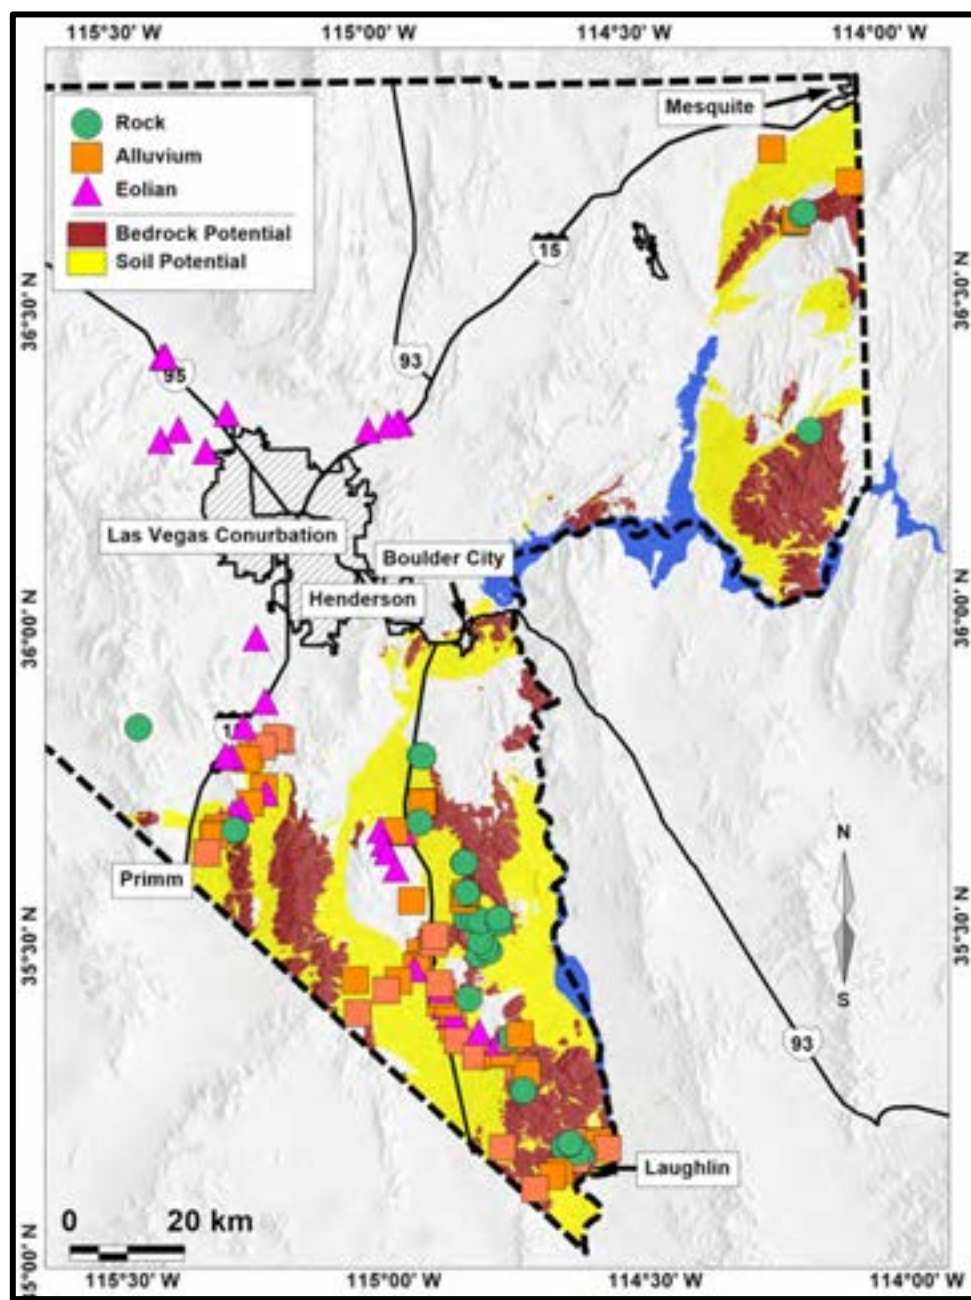 115°30' W 115°00' W 114°30' W 114°00' W
Rock
Alluvium
Eolian
Bedrock Potential
Soil Potential
Mesquite
15
36°30' N 36°30' N
93
95
Las Vegas Conurbation
Boulder City
Henderson
36°00' N 36°00' N
Primm
N
S
35°30' N 35°30' N
93
Laughlin
0 20 km
35°00' N
115°30' W 115°00' W 114°30' W 114°00' W